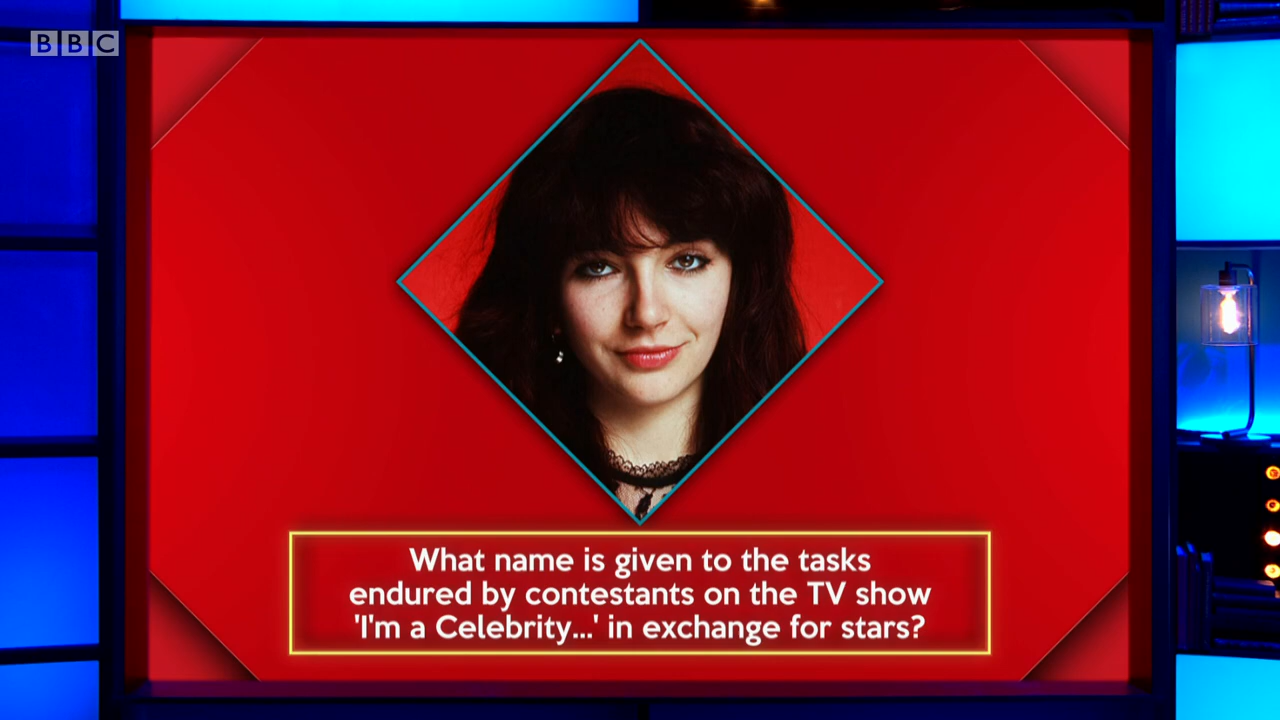 BBC
What name is given to the tasks
endured by contestants on the TV show
'I'm a Celebrity...' in exchange for stars?